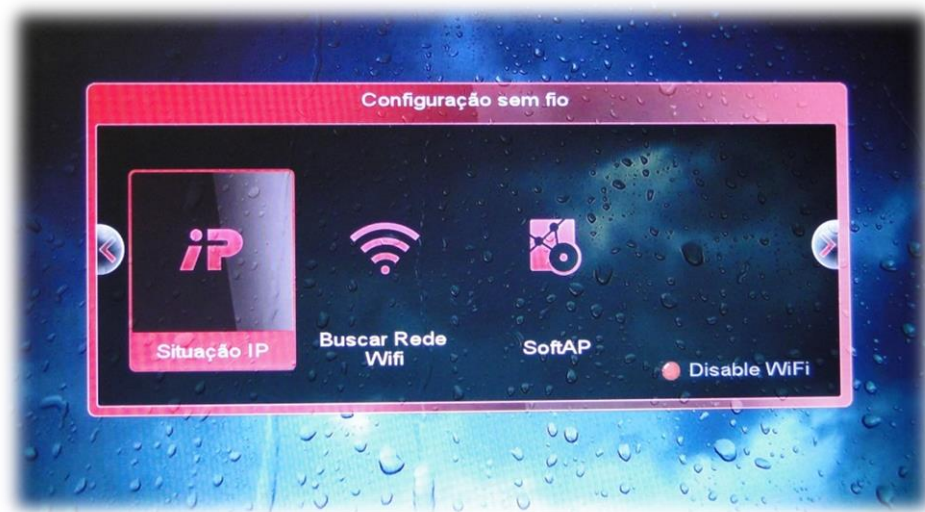 Configuração sem fio
iP
Situação IP
Buscar Rede
Wifi
SoftAP
Disable WiFi